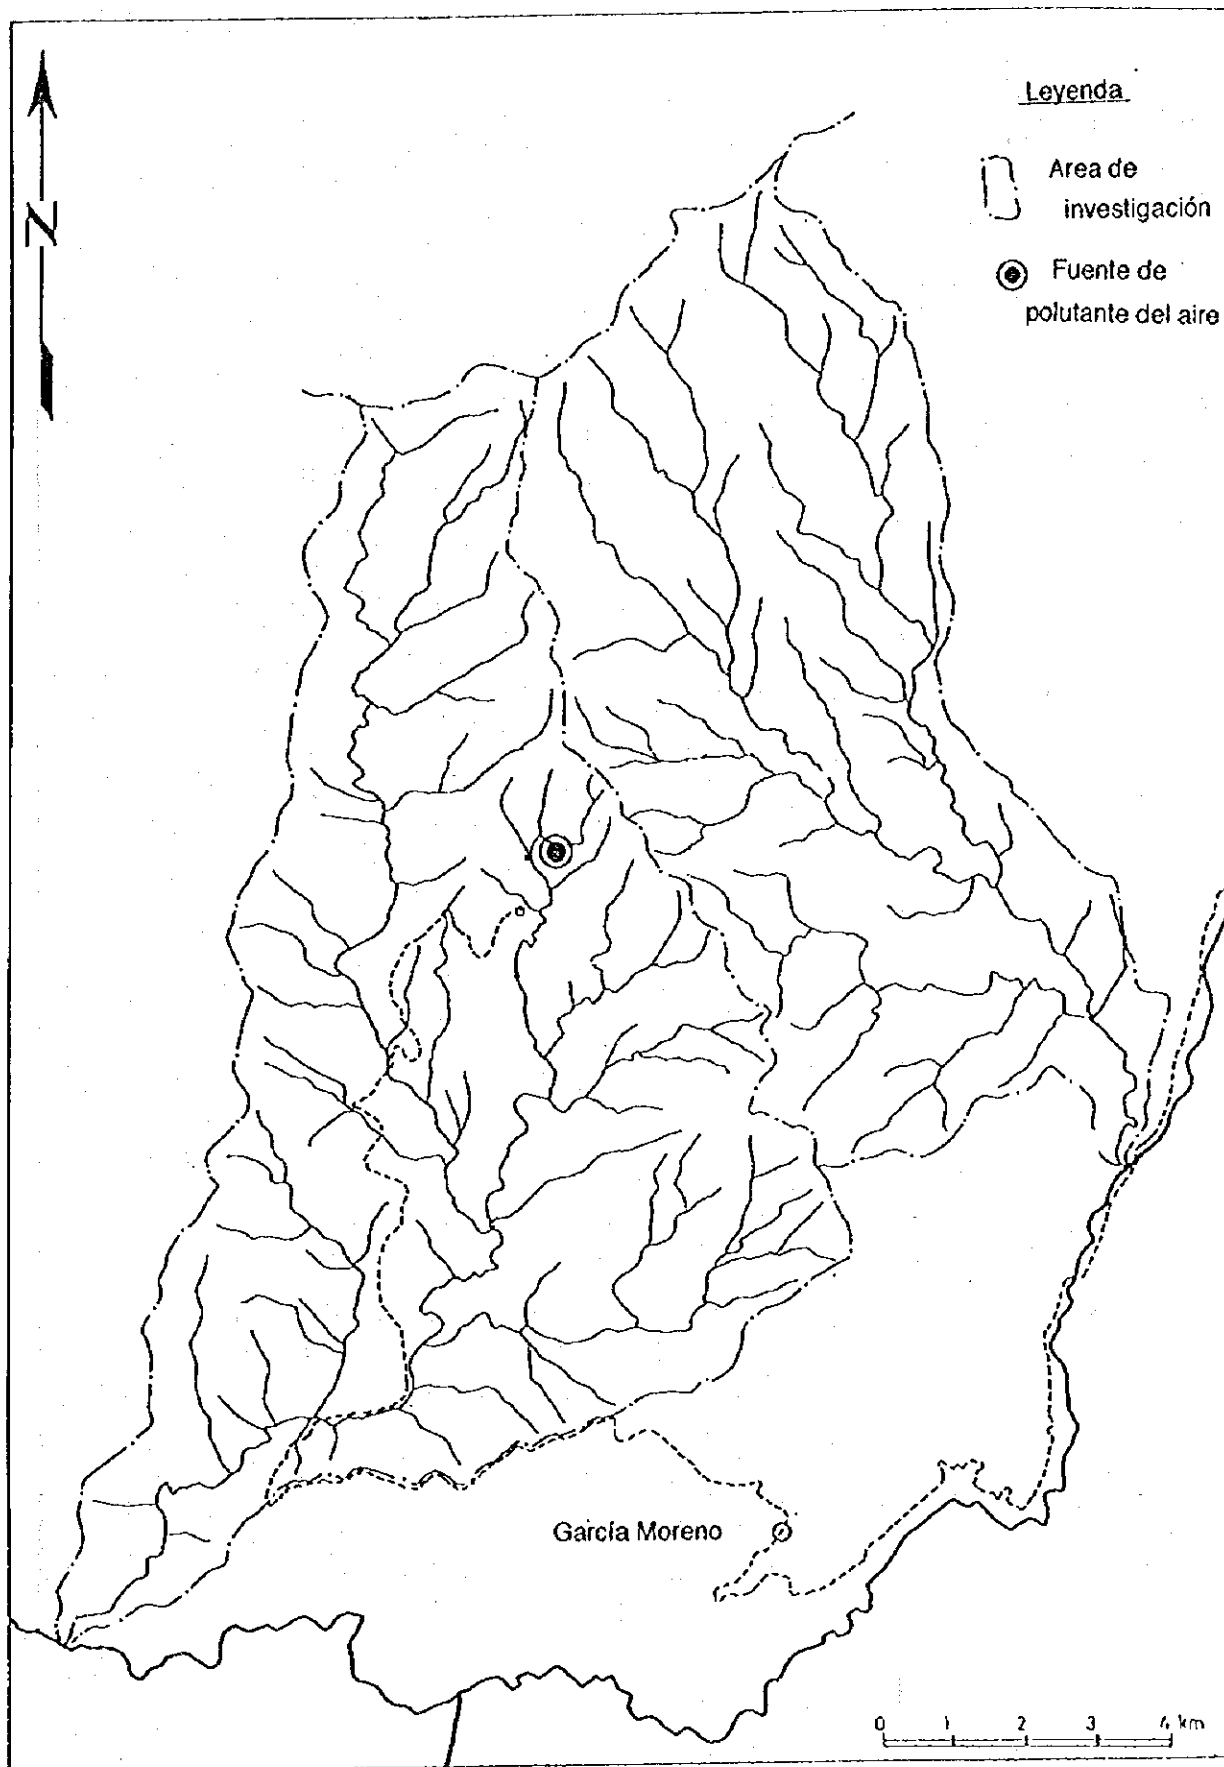 N
Leyenda
Area de
investigación
Fuente de
polutante del aire
García Moreno
0 1 2 3 4 km